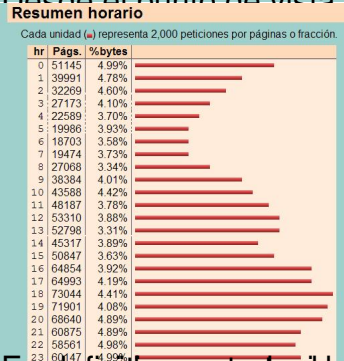 Desde el punto de vista
Resumen horario
Cada unidad (▬) representa 2,000 peticiones por páginas o fracción.
hr Págs. %bytes
0 51145 4.99%
1 39991 4.78%
2 32269 4.60%
3 27173 4.10%
4 22589 3.70%
5 19986 3.93%
6 18703 3.58%
7 19474 3.73%
8 27068 3.34%
9 38384 4.01%
10 43588 4.42%
11 48187 3.78%
12 53310 3.88%
13 52798 3.31%
14 45317 3.89%
15 50847 3.63%
16 64854 3.92%
17 64993 4.19%
18 73044 4.41%
19 71901 4.08%
20 68640 4.89%
21 60875 4.89%
22 58561 4.98%
23 60147 4.99%